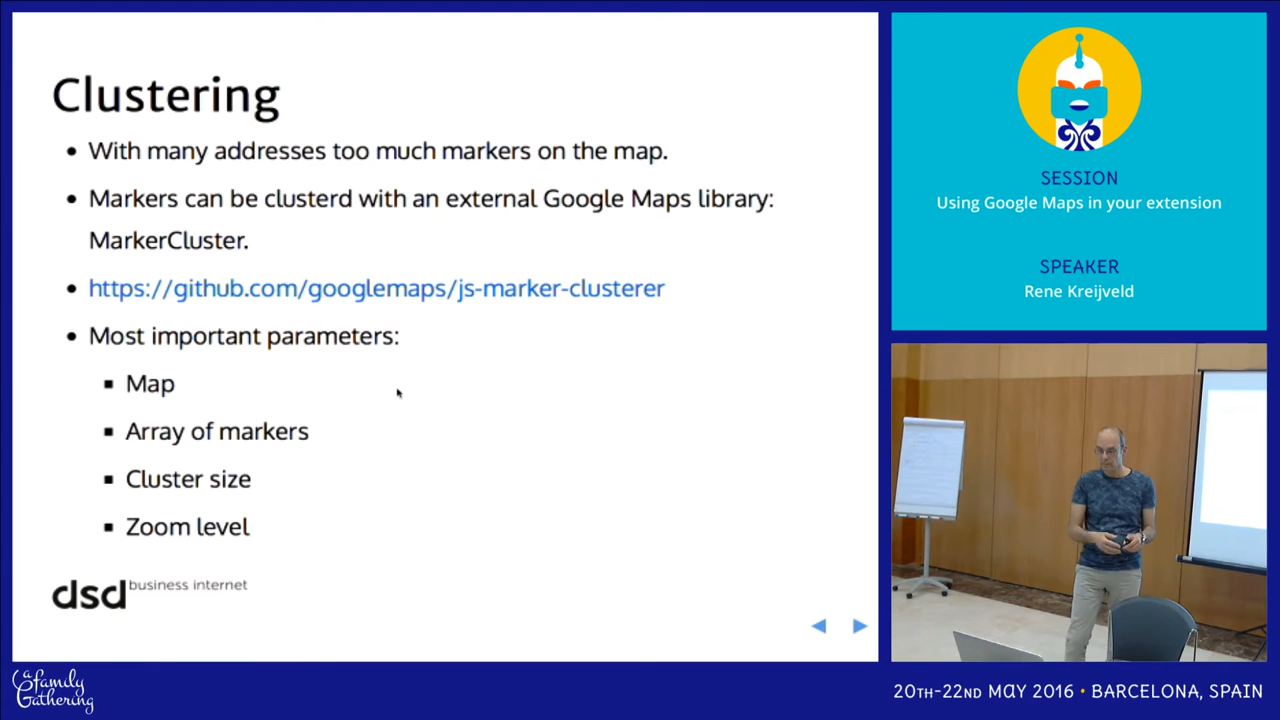 Clustering
With many addresses too much markers on the map.
Markers can be clusterd with an external Google Maps library:
MarkerCluster.
https://github.com/googlemaps/js-marker-clusterer
Most important parameters:
Map
Array of markers
Cluster size
Zoom level
dsd business internet
SESSION
Using Google Maps in your extension
SPEAKER
Rene Kreijveld
a family
Gathering
20TH-22ND MAY 2016 • BARCELONA, SPAIN